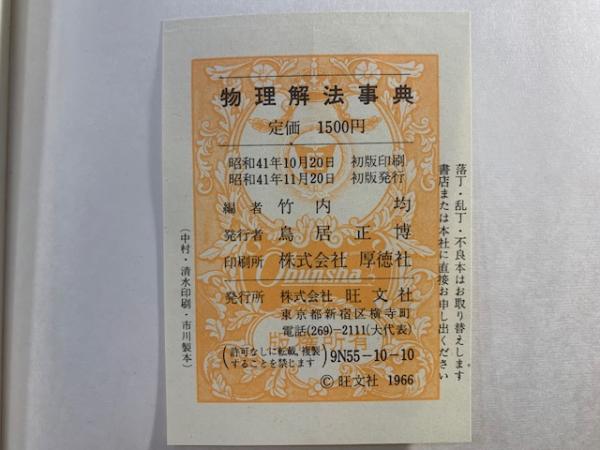 物理解法事典
定価 1500円
昭和41年10月20日 初版印刷
昭和41年11月20日 初版発行
編者 竹内 均
発行者 鳥居正博
印刷所 株式会社 厚徳社
Obunsha
発行所 株式会社 旺文社
東京都新宿区横寺町
電話(269)-2111(大代表)
版権所有
(許可なしに転載、複製
することを禁じます) 9N55-10-10
© 旺文社 1966
落丁・乱丁・不良本はお取り替えします
書店または本社に直接お申し出ください
(中村・清水印刷・市川製本)